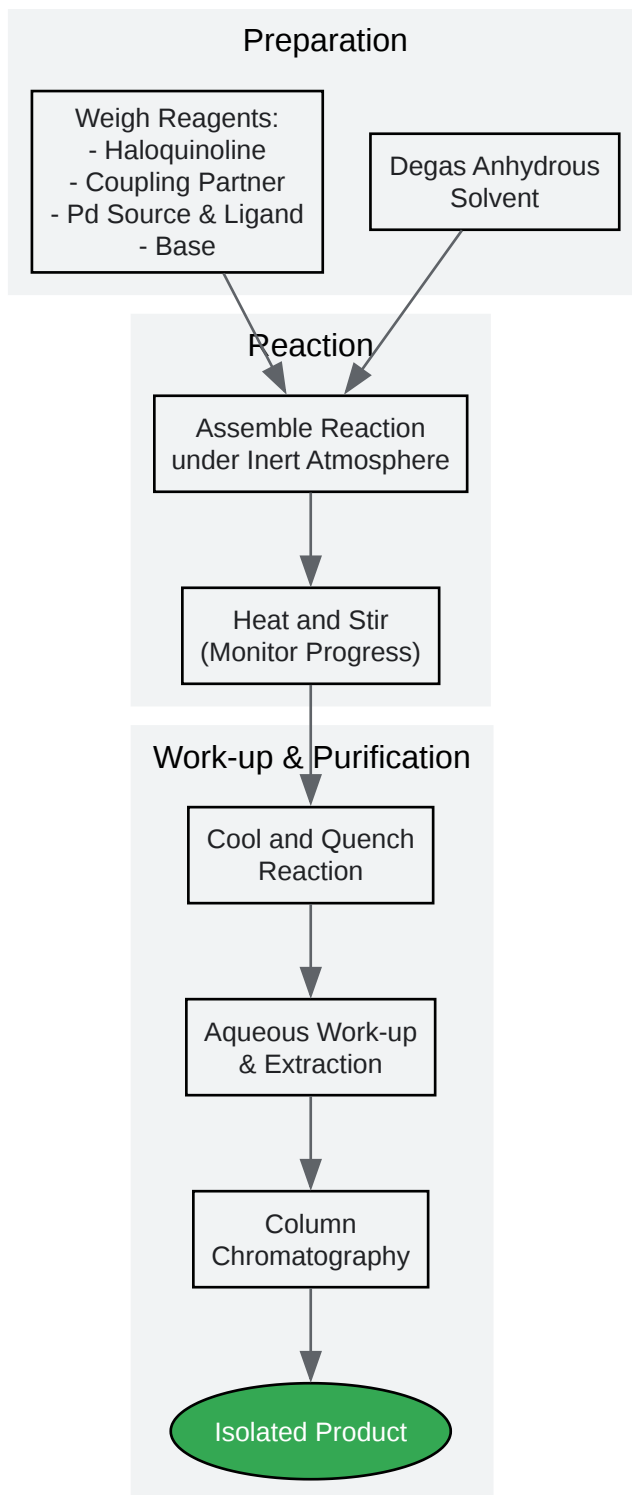 Preparation
Weigh Reagents:
- Haloquinoline
- Coupling Partner
- Pd Source & Ligand
- Base
Degas Anhydrous
Solvent
Reaction
Assemble Reaction
under Inert Atmosphere
Heat and Stir
(Monitor Progress)
Work-up & Purification
Cool and Quench
Reaction
Aqueous Work-up
& Extraction
Column
Chromatography
Isolated Product